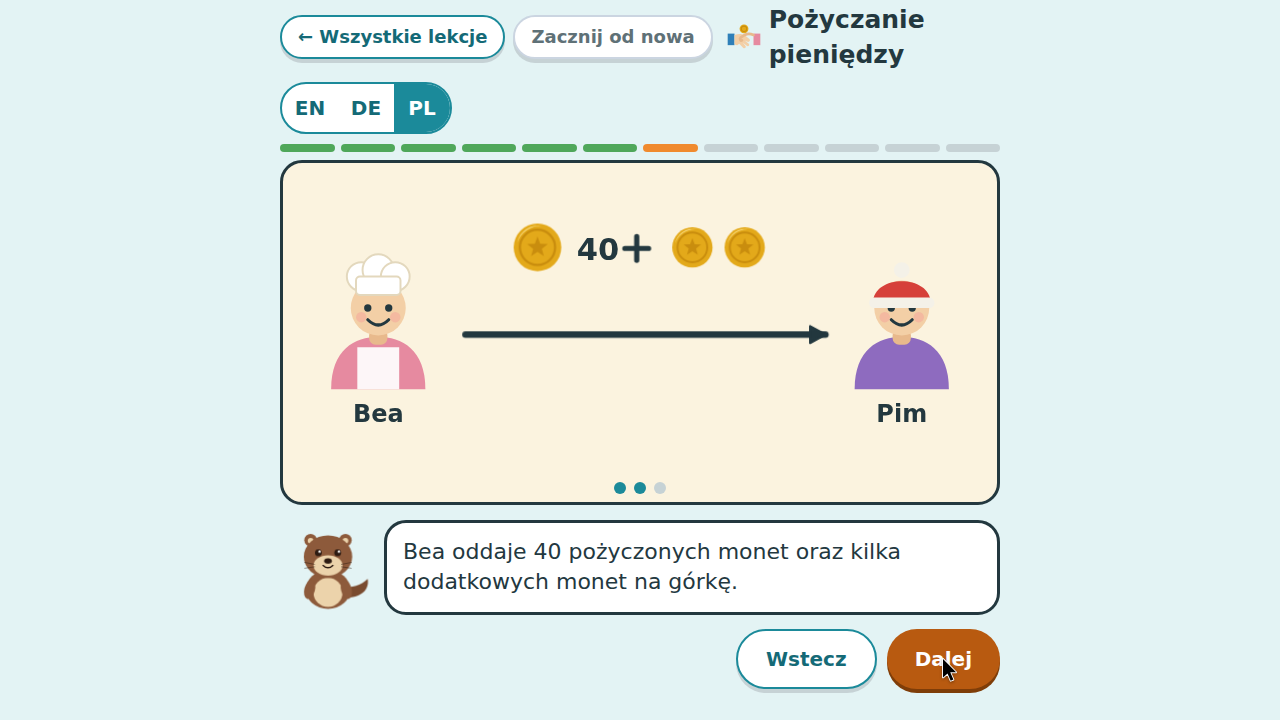 ← Wszystkie lekcje
Zacznij od nowa
Pożyczanie
pieniędzy
EN DE PL
40+
Bea
Pim
Bea oddaje 40 pożyczonych monet oraz kilka
dodatkowych monet na górkę.
Wstecz
Dalej